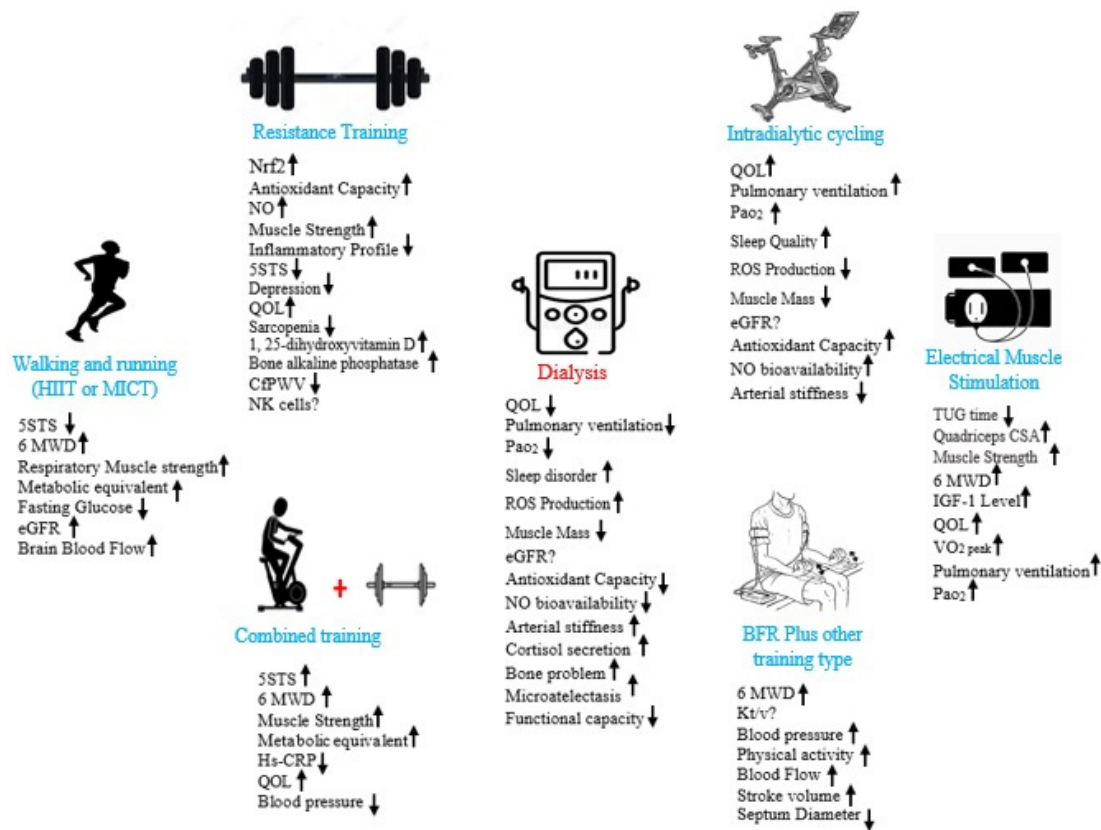 Resistance Training
Nrf2↑
Antioxidant Capacity↑
NO↑
Muscle Strength↑
Inflammatory Profile↓
5STS↓
Depression↓
QOL↑
Sarcopenia↓
1, 25-dihydroxyvitamin D↑
Bone alkaline phosphatase↑
CfPWV↓
NK cells?
Intradialytic cycling
QOL↑
Pulmonary ventilation↑
Pao2↑
Sleep Quality↑
ROS Production↓
Muscle Mass↓
eGFR?
Antioxidant Capacity↑
NO bioavailability↑
Arterial stiffness↓
Walking and running
(HIIT or MICT)
5STS↓
6 MWD↑
Respiratory Muscle strength↑
Metabolic equivalent↑
Fasting Glucose↓
eGFR↑
Brain Blood Flow↑
Dialysis
QOL↓
Pulmonary ventilation↓
Pao2↓
Sleep disorder↑
ROS Production↑
Muscle Mass↓
eGFR?
Antioxidant Capacity↓
NO bioavailability↓
Arterial stiffness↑
Cortisol secretion↑
Bone problem↑
Microatelectasis↑
Functional capacity↓
Electrical Muscle
Stimulation
TUG time↓
Quadriceps CSA↑
Muscle Strength↑
6 MWD↑
IGF-1 Level↑
QOL↑
VO2 peak↑
Pulmonary ventilation↑
Pao2↑
+
Combined training
5STS↑
6 MWD↑
Muscle Strength↑
Metabolic equivalent↑
Hs-CRP↓
QOL↑
Blood pressure↓
BFR Plus other
training type
6 MWD↑
Kt/v?
Blood pressure↑
Physical activity↑
Blood Flow↑
Stroke volume↑
Septum Diameter↓